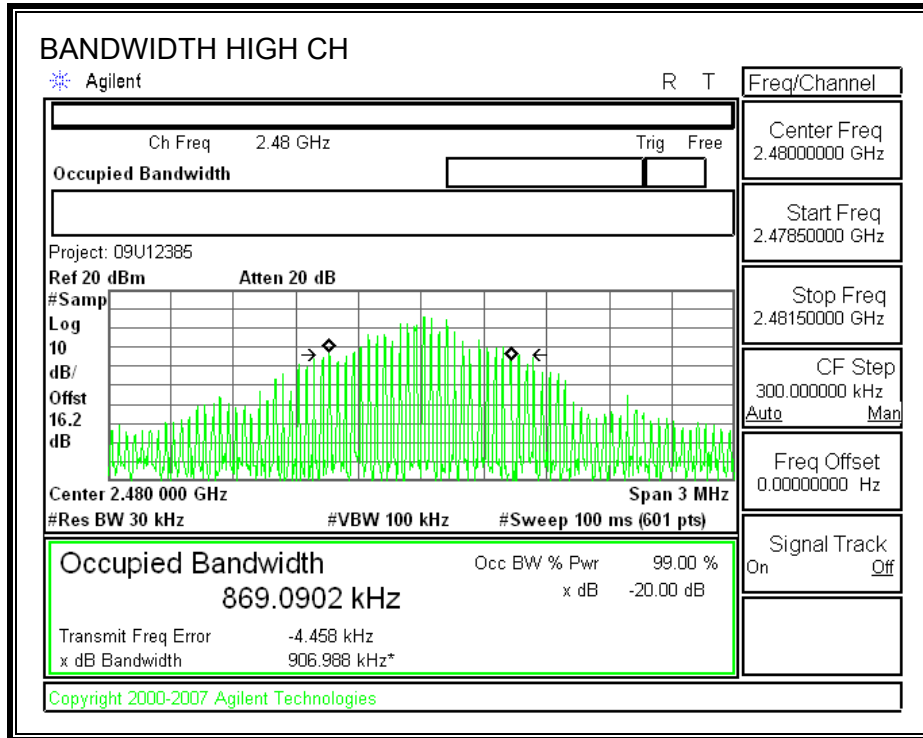 BANDWIDTH HIGH CH
Agilent R T
Freq/Channel
Ch Freq 2.48 GHz Trig Free
Occupied Bandwidth
Center Freq
2.48000000 GHz
Start Freq
2.47850000 GHz
Stop Freq
2.48150000 GHz
CF Step
300.000000 kHz
Auto Man
Freq Offset
0.00000000 Hz
Signal Track
On Off
Project: 09U12385
Ref 20 dBm Atten 20 dB
#Samp
Log
10
dB/
Offst
16.2
dB
Center 2.480 000 GHz Span 3 MHz
#Res BW 30 kHz #VBW 100 kHz #Sweep 100 ms (601 pts)
Occupied Bandwidth
869.0902 kHz
Occ BW % Pwr 99.00 %
x dB -20.00 dB
Transmit Freq Error -4.458 kHz
x dB Bandwidth 906.988 kHz*
Copyright 2000-2007 Agilent Technologies